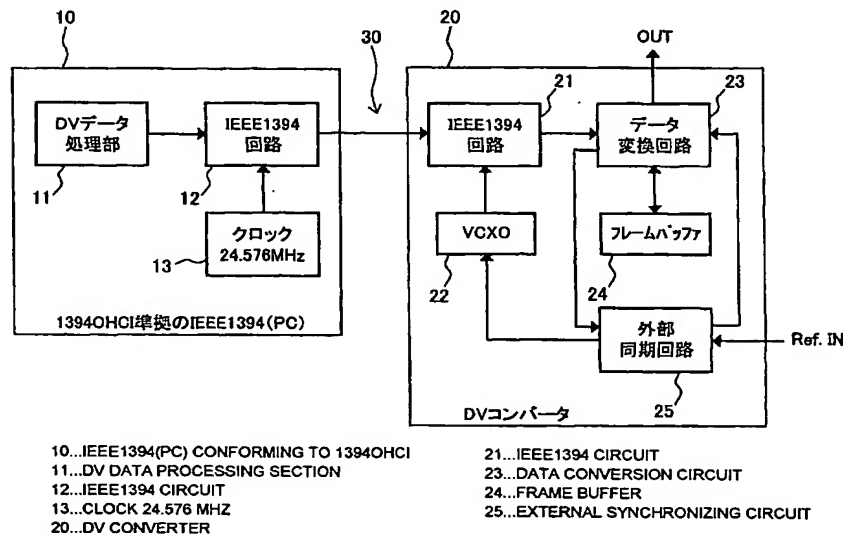 10
DVデータ
処理部
11
IEEE1394
回路
12
クロック
24.576MHz
13
1394OHCI準拠のIEEE1394(PC)
30
20
OUT
IEEE1394
回路
21
データ
変換回路
23
VCXO
22
フレームバッファ
24
外部
同期回路
25
Ref. IN
DVコンバータ
10...IEEE1394(PC) CONFORMING TO 1394OHCI
11...DV DATA PROCESSING SECTION
12...IEEE1394 CIRCUIT
13...CLOCK 24.576 MHZ
20...DV CONVERTER
21...IEEE1394 CIRCUIT
23...DATA CONVERSION CIRCUIT
24...FRAME BUFFER
25...EXTERNAL SYNCHRONIZING CIRCUIT